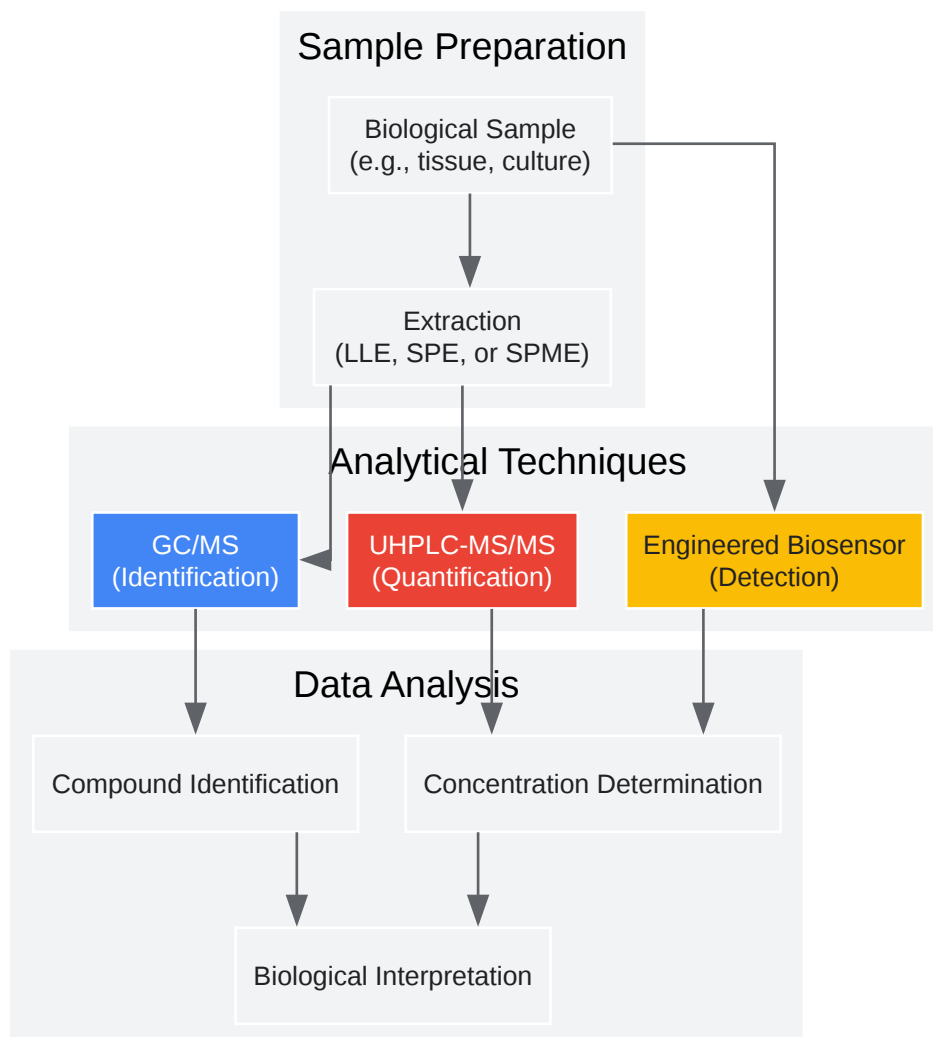 Sample Preparation
Biological Sample
(e.g., tissue, culture)
Extraction
(LLE, SPE, or SPME)
Analytical Techniques
GC/MS
(Identification)
UHPLC-MS/MS
(Quantification)
Engineered Biosensor
(Detection)
Data Analysis
Compound Identification
Concentration Determination
Biological Interpretation